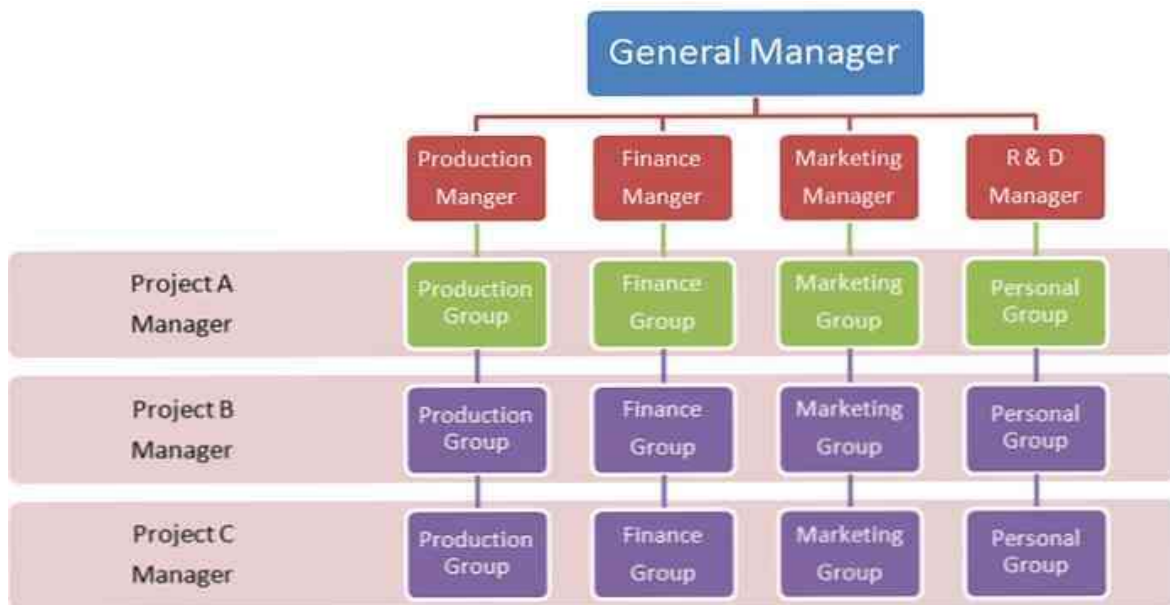 General Manager
Production
Manger
Finance
Manger
Marketing
Manager
R & D
Manager
Project A
Manager
Production
Group
Finance
Group
Marketing
Group
Personal
Group
Project B
Manager
Production
Group
Finance
Group
Marketing
Group
Personal
Group
Project C
Manager
Production
Group
Finance
Group
Marketing
Group
Personal
Group